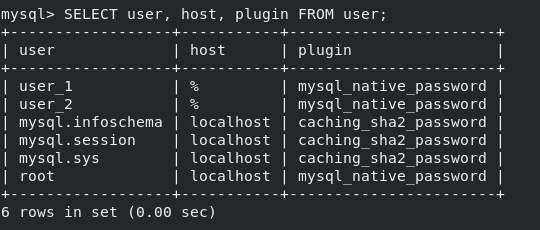 mysql> SELECT user, host, plugin FROM user;
+------------------+-----------+-----------------------+
| user             | host      | plugin                |
+------------------+-----------+-----------------------+
| user_1           | %         | mysql_native_password |
| user_2           | %         | mysql_native_password |
| mysql.infoschema | localhost | caching_sha2_password |
| mysql.session    | localhost | caching_sha2_password |
| mysql.sys        | localhost | caching_sha2_password |
| root             | localhost | mysql_native_password |
+------------------+-----------+-----------------------+
6 rows in set (0.00 sec)